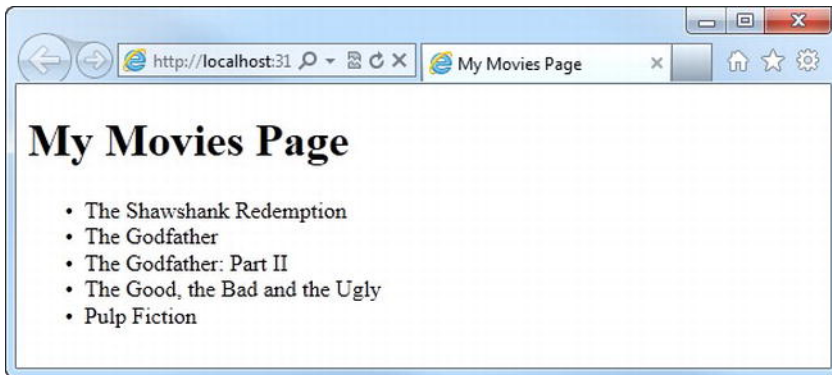 http://localhost:31
My Movies Page
My Movies Page
• The Shawshank Redemption
• The Godfather
• The Godfather: Part II
• The Good, the Bad and the Ugly
• Pulp Fiction